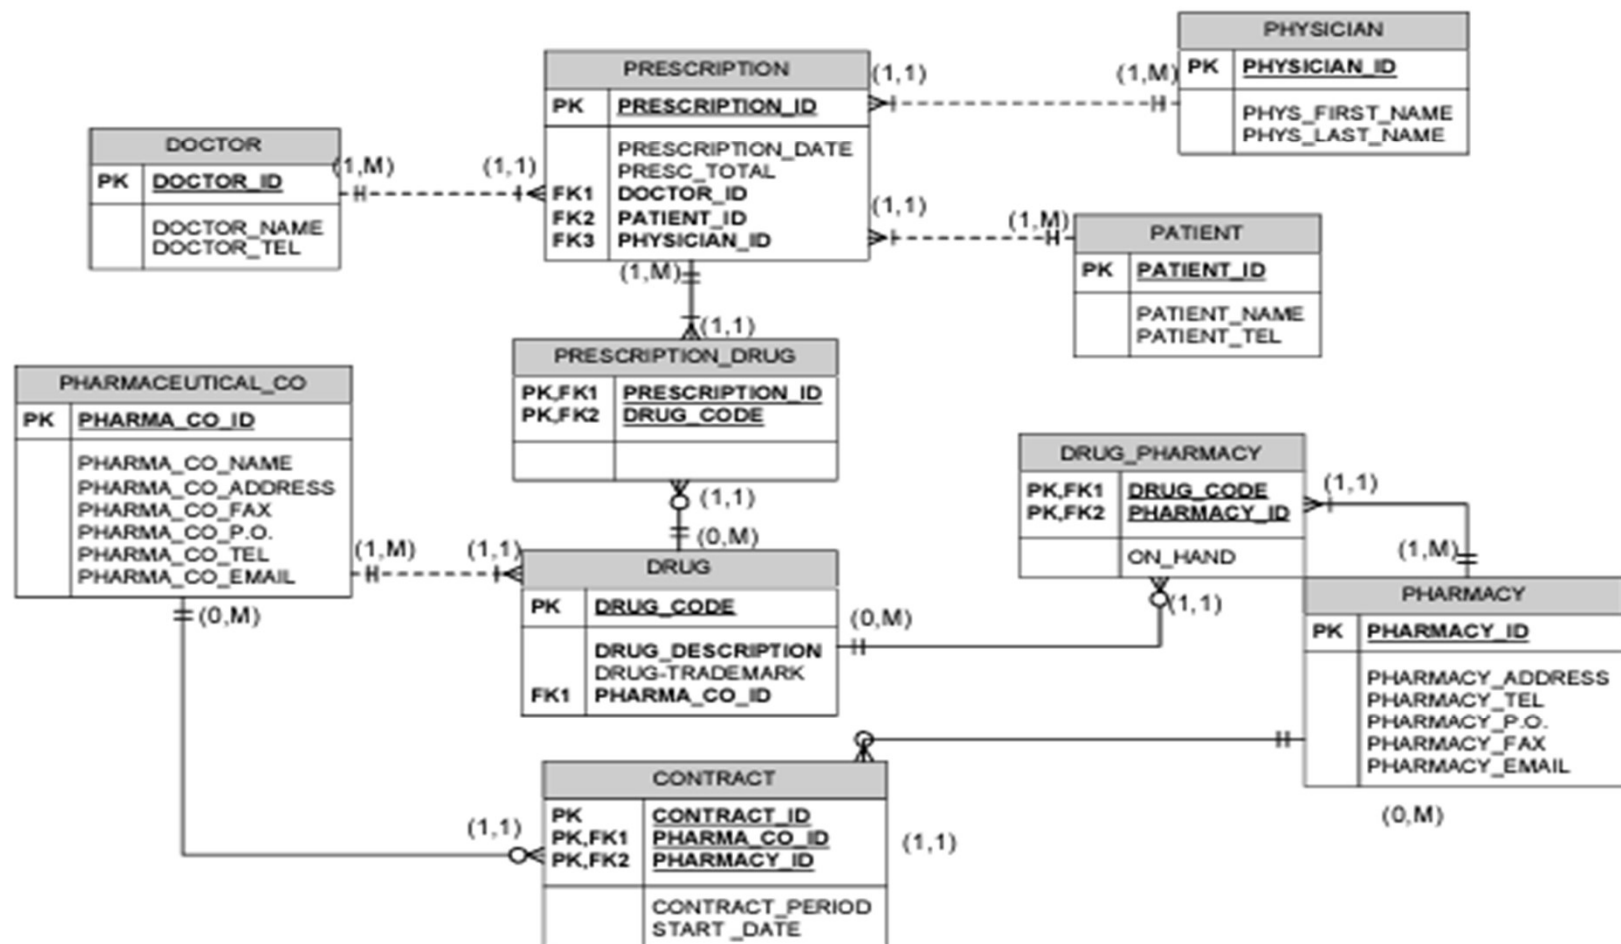 PHYSICIAN
PK PHYSICIAN_ID
PHYS_FIRST_NAME
PHYS_LAST_NAME
(1,1)
(1,M)
PRESCRIPTION
PK PRESCRIPTION_ID
PRESCRIPTION_DATE
PRESC_TOTAL
FK1 DOCTOR_ID
FK2 PATIENT_ID
FK3 PHYSICIAN_ID
DOCTOR
PK DOCTOR_ID
DOCTOR_NAME
DOCTOR_TEL
(1,M)
(1,1)
(1,1)
(1,M)
PATIENT
PK PATIENT_ID
PATIENT_NAME
PATIENT_TEL
(1,M)
(1,1)
PRESCRIPTION_DRUG
PK,FK1 PRESCRIPTION_ID
PK,FK2 DRUG_CODE
PHARMACEUTICAL_CO
PK PHARMA_CO_ID
PHARMA_CO_NAME
PHARMA_CO_ADDRESS
PHARMA_CO_FAX
PHARMA_CO_P.O.
PHARMA_CO_TEL
PHARMA_CO_EMAIL
(1,1)
(0,M)
(1,M)
(1,1)
DRUG
PK DRUG_CODE
DRUG_DESCRIPTION
DRUG-TRADEMARK
FK1 PHARMA_CO_ID
DRUG_PHARMACY
PK,FK1 DRUG_CODE
PK,FK2 PHARMACY_ID
ON_HAND
(1,1)
(1,M)
(1,1)
(0,M)
(0,M)
PHARMACY
PK PHARMACY_ID
PHARMACY_ADDRESS
PHARMACY_TEL
PHARMACY_P.O.
PHARMACY_FAX
PHARMACY_EMAIL
(0,M)
CONTRACT
PK CONTRACT_ID
PK,FK1 PHARMA_CO_ID
PK,FK2 PHARMACY_ID
CONTRACT_PERIOD
START _DATE
(1,1)
(1,1)